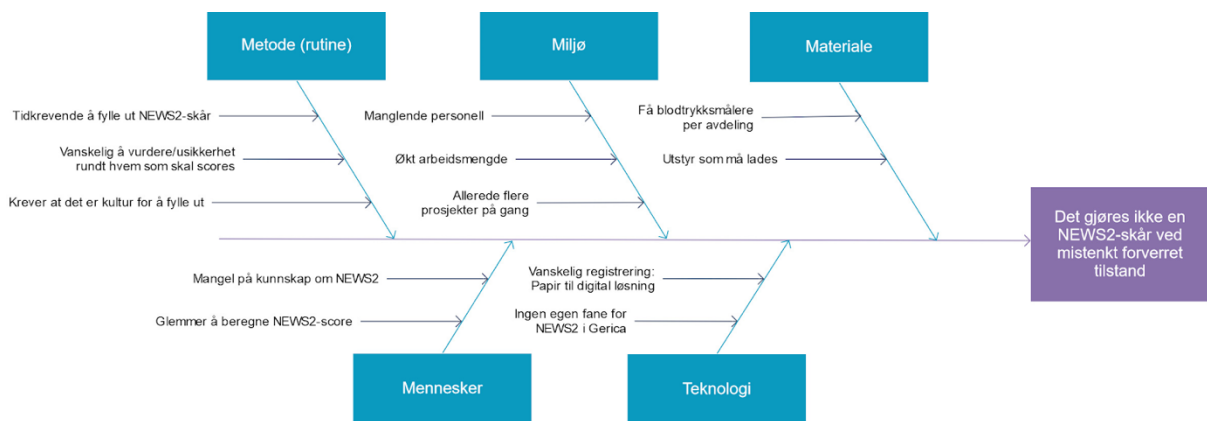 Metode (rutine)
Miljø
Materiale
Tidkrevende å fylle ut NEWS2-skår
Vanskelig å vurdere/usikkerhet
rundt hvem som skal scores
Krever at det er kultur for å fylle ut
Manglende personell
Økt arbeidsmengde
Allerede flere
prosjekter på gang
Få blodtrykksmålere
per avdeling
Utstyr som må lades
Det gjøres ikke en
NEWS2-skår ved
mistenkt forverret
tilstand
Mangel på kunnskap om NEWS2
Glemmer å beregne NEWS2-score
Vanskelig registrering:
Papir til digital løsning
Ingen egen fane for
NEWS2 i Gerica
Mennesker
Teknologi